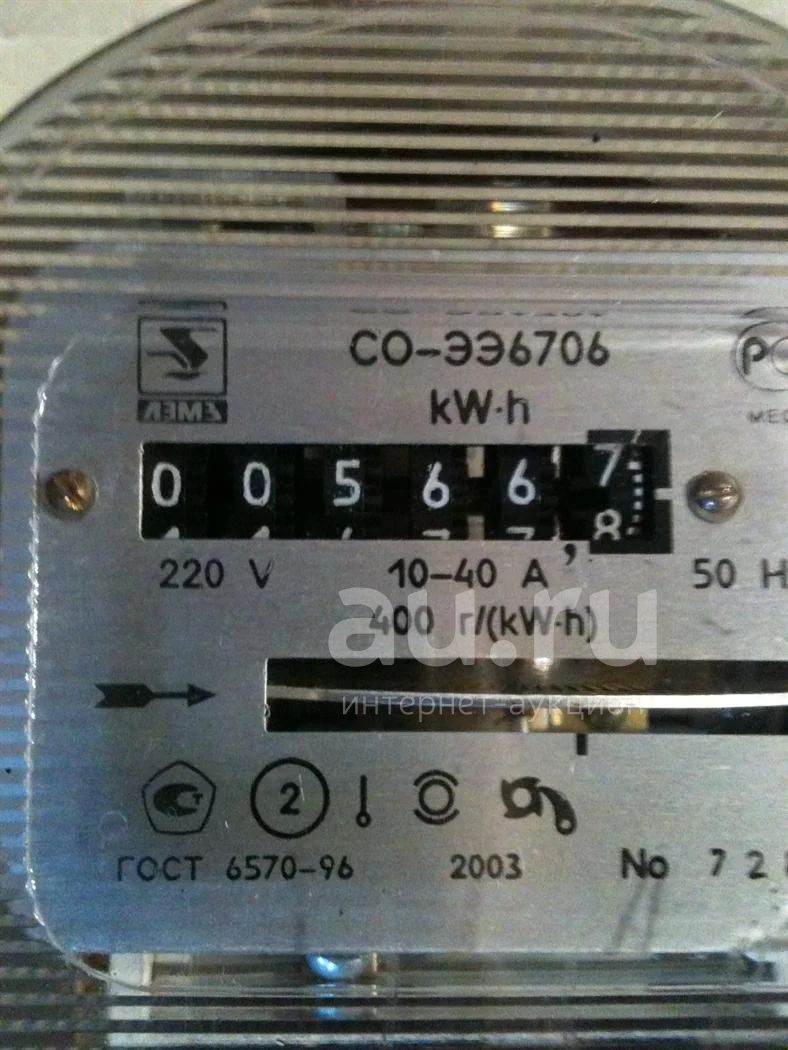 ЛЭМЗ
СО-ЭЭ6706
kW·h
0 0 5 6 6 7
8
220 V 10-40 A , 50 H
400 r/(kW·h)
au.ru
интернет-аукцион
2
ГОСТ 6570-96 2003 No 7 2